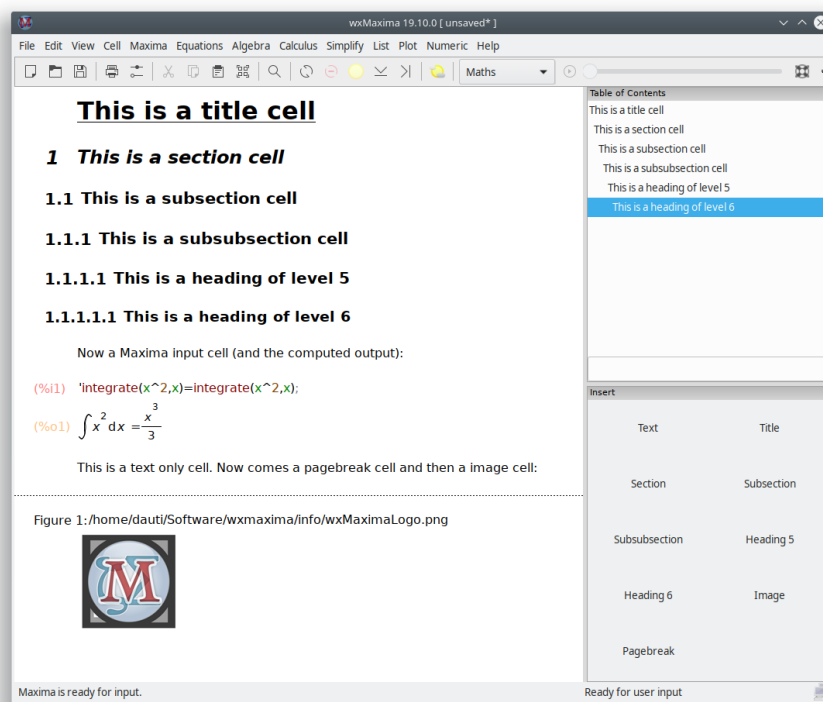 wxMaxima 19.10.0 [ unsaved* ]
File Edit View Cell Maxima Equations Algebra Calculus Simplify List Plot Numeric Help
Maths
This is a title cell
1 This is a section cell
1.1 This is a subsection cell
1.1.1 This is a subsubsection cell
1.1.1.1 This is a heading of level 5
1.1.1.1.1 This is a heading of level 6
Now a Maxima input cell (and the computed output):
(%i1) 'integrate(x^2,x)=integrate(x^2,x);
(%o1) ∫x²dx = x³/3
This is a text only cell. Now comes a pagebreak cell and then a image cell:
Figure 1:/home/dauti/Software/wxmaxima/info/wxMaximaLogo.png
M
Table of Contents
This is a title cell
This is a section cell
This is a subsection cell
This is a subsubsection cell
This is a heading of level 5
This is a heading of level 6
Insert
Text Title
Section Subsection
Subsubsection Heading 5
Heading 6 Image
Pagebreak
Maxima is ready for input. Ready for user input